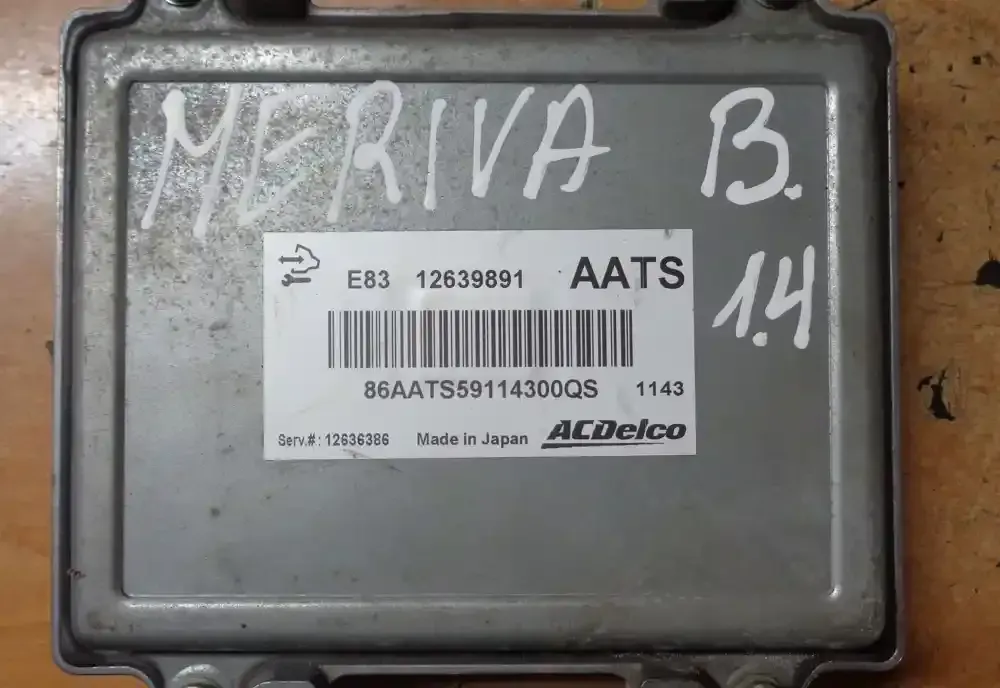 MERIVA B.
1.4
E83 12639891 AATS
86AATS59114300QS 1143
Serv.#: 12636386 Made in Japan ACDelco